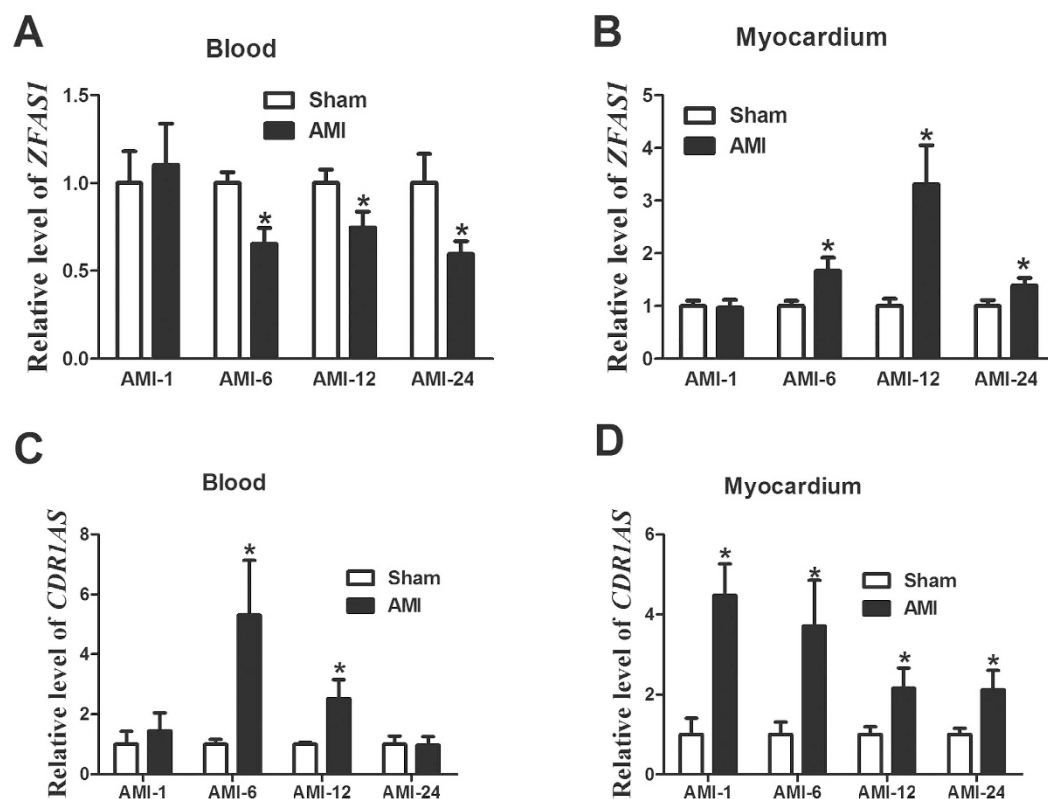 A
Blood
Relative level of ZFAS1
1.5
1.0
0.5
0.0
Sham
AMI
*
*
*
AMI-1 AMI-6 AMI-12 AMI-24
B
Myocardium
Relative level of ZFAS1
5
4
3
2
1
0
Sham
AMI
*
*
*
AMI-1 AMI-6 AMI-12 AMI-24
C
Blood
Relative level of CDR1AS
8
6
4
2
0
Sham
AMI
*
*
AMI-1 AMI-6 AMI-12 AMI-24
D
Myocardium
Relative level of CDR1AS
6
4
2
0
Sham
AMI
*
*
*
*
AMI-1 AMI-6 AMI-12 AMI-24